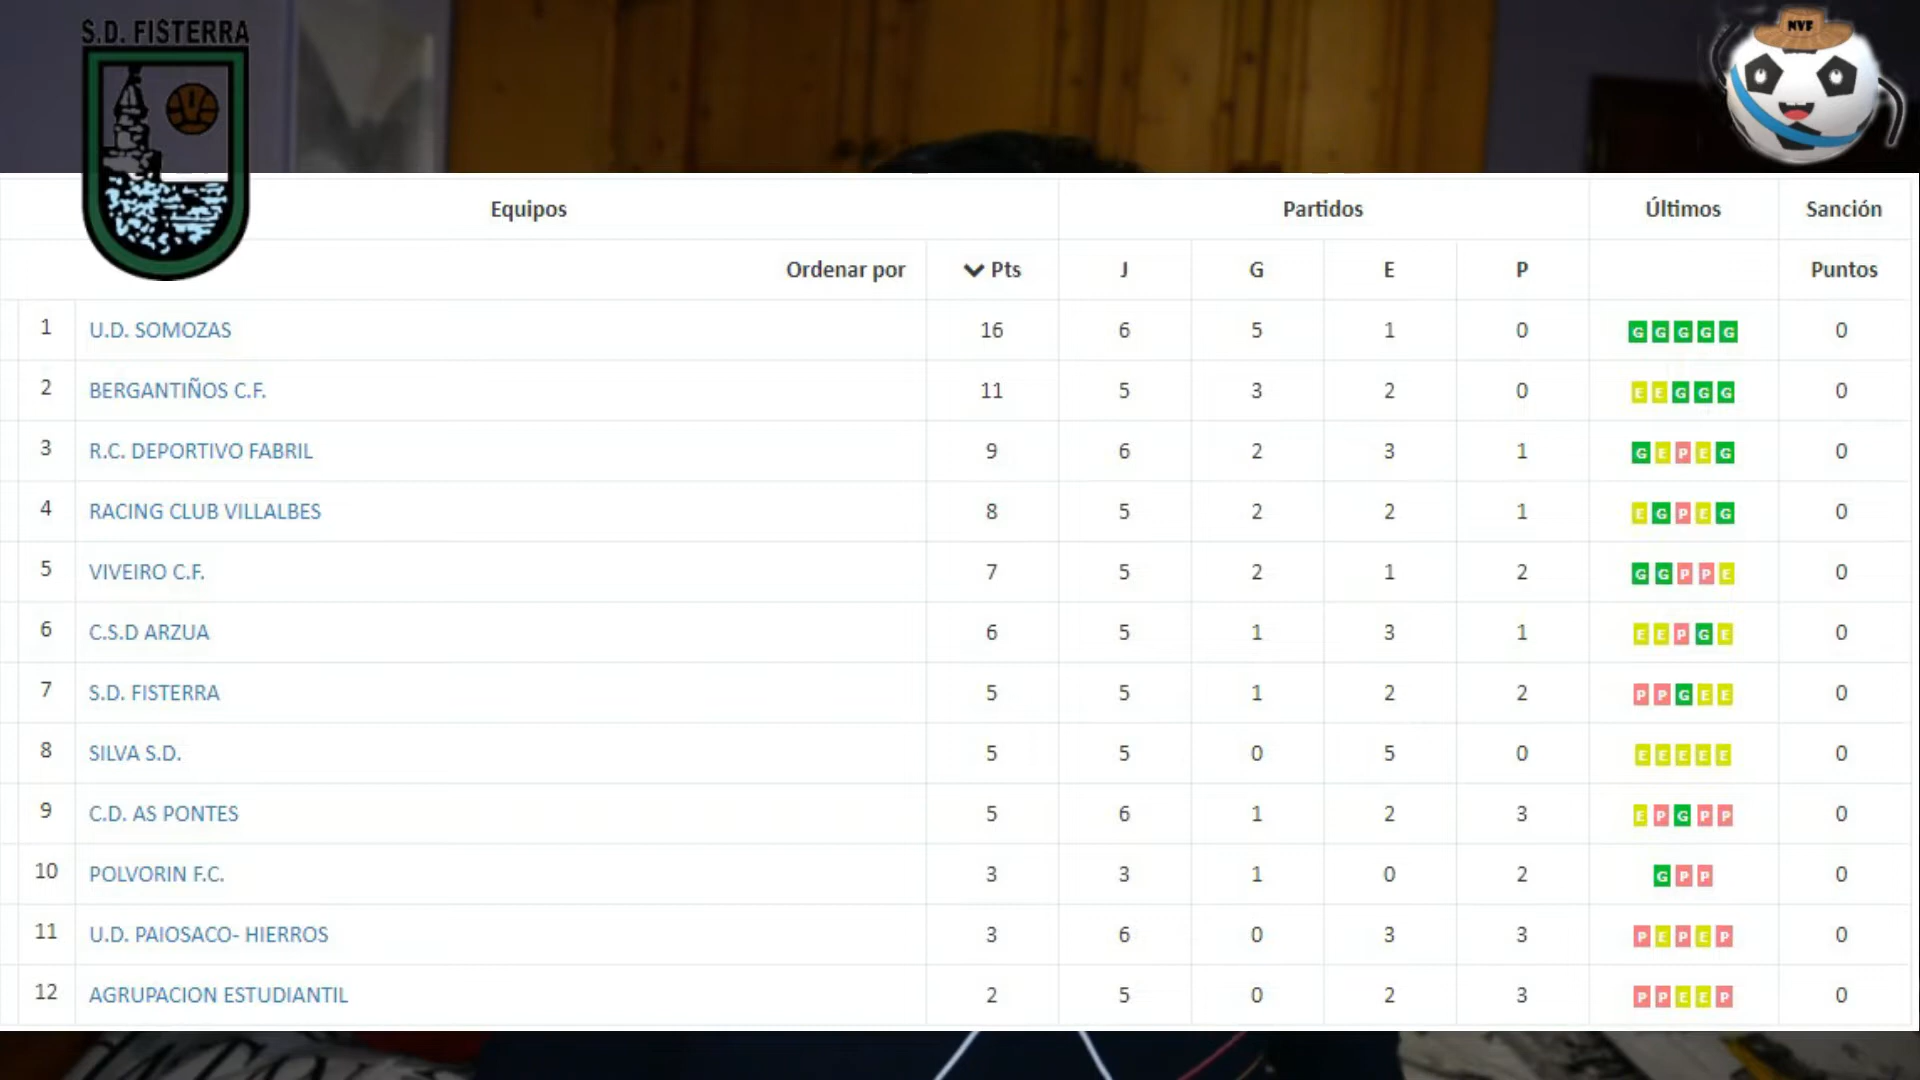 S.D. FISTERRA
NVF
Equipos Partidos Últimos Sanción
Ordenar por Pts J G E P Puntos
1 U.D. SOMOZAS 16 6 5 1 0 G G G G G 0
2 BERGANTIÑOS C.F. 11 5 3 2 0 E E G G G 0
3 R.C. DEPORTIVO FABRIL 9 6 2 3 1 G E P E G 0
4 RACING CLUB VILLALBES 8 5 2 2 1 E G P E G 0
5 VIVEIRO C.F. 7 5 2 1 2 G G P P E 0
6 C.S.D ARZUA 6 5 1 3 1 E E P G E 0
7 S.D. FISTERRA 5 5 1 2 2 P P G E E 0
8 SILVA S.D. 5 5 0 5 0 E E E E E 0
9 C.D. AS PONTES 5 6 1 2 3 E P G P P 0
10 POLVORIN F.C. 3 3 1 0 2 G P P 0
11 U.D. PAIOSACO- HIERROS 3 6 0 3 3 P E P E P 0
12 AGRUPACION ESTUDIANTIL 2 5 0 2 3 P P E E P 0